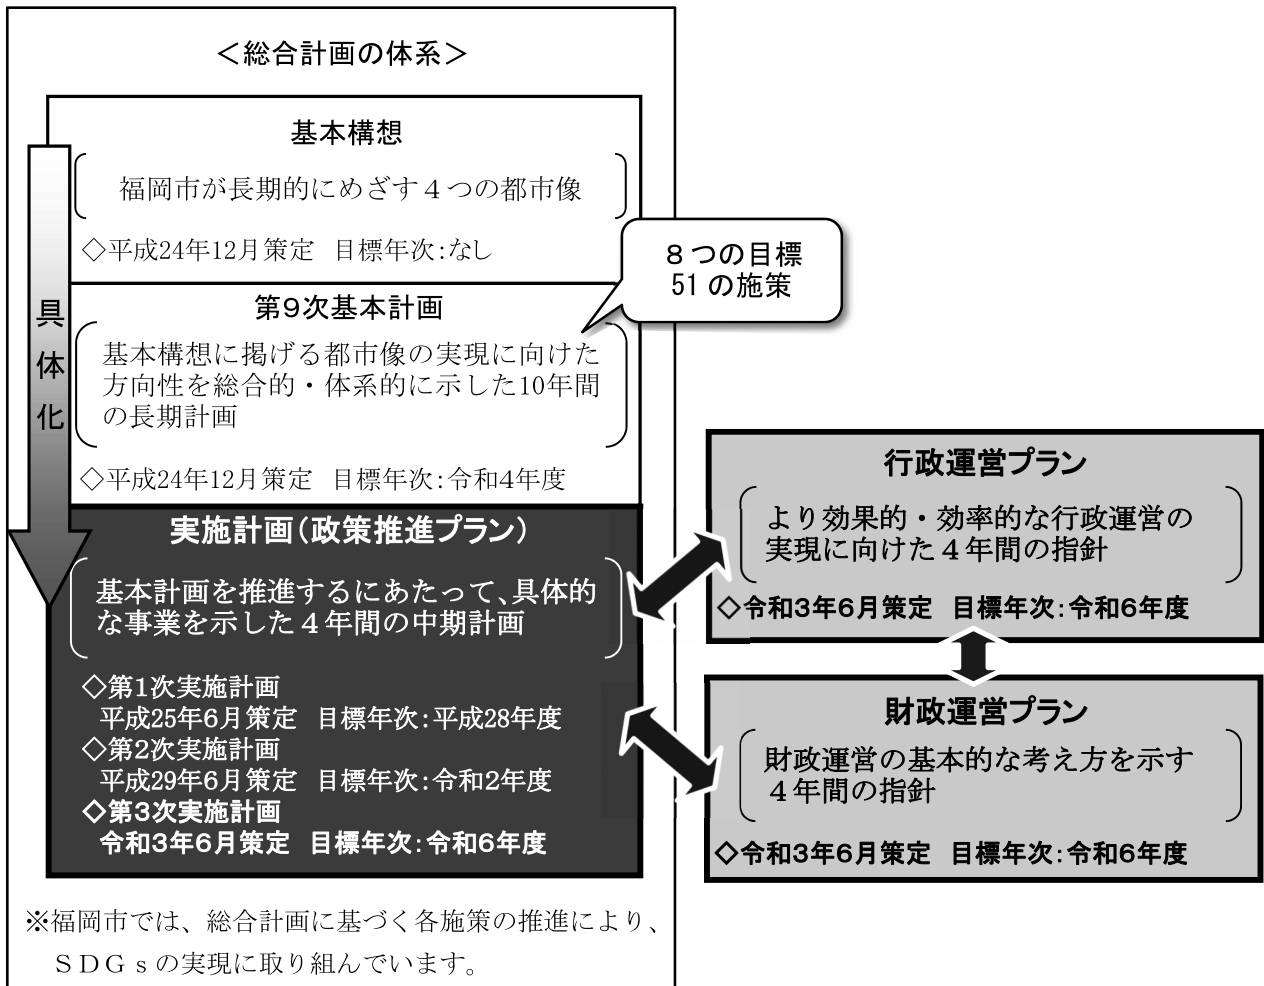 ＜総合計画の体系＞
基本構想
福岡市が長期的にめざす４つの都市像
◇平成24年12月策定　目標年次：なし
８つの目標
51 の施策
具
体
化
第９次基本計画
基本構想に掲げる都市像の実現に向けた
方向性を総合的・体系的に示した10年間
の長期計画
◇平成24年12月策定　目標年次：令和4年度
実施計画（政策推進プラン）
基本計画を推進するにあたって、具体的
な事業を示した４年間の中期計画
◇第1次実施計画
平成25年６月策定　目標年次：平成28年度
◇第2次実施計画
平成29年６月策定　目標年次：令和２年度
◇第３次実施計画
令和３年６月策定　目標年次：令和６年度
行政運営プラン
より効果的・効率的な行政運営の
実現に向けた４年間の指針
◇令和３年６月策定　目標年次：令和６年度
財政運営プラン
財政運営の基本的な考え方を示す
４年間の指針
◇令和３年６月策定　目標年次：令和６年度
※福岡市では、総合計画に基づく各施策の推進により、
ＳＤＧｓの実現に取り組んでいます。